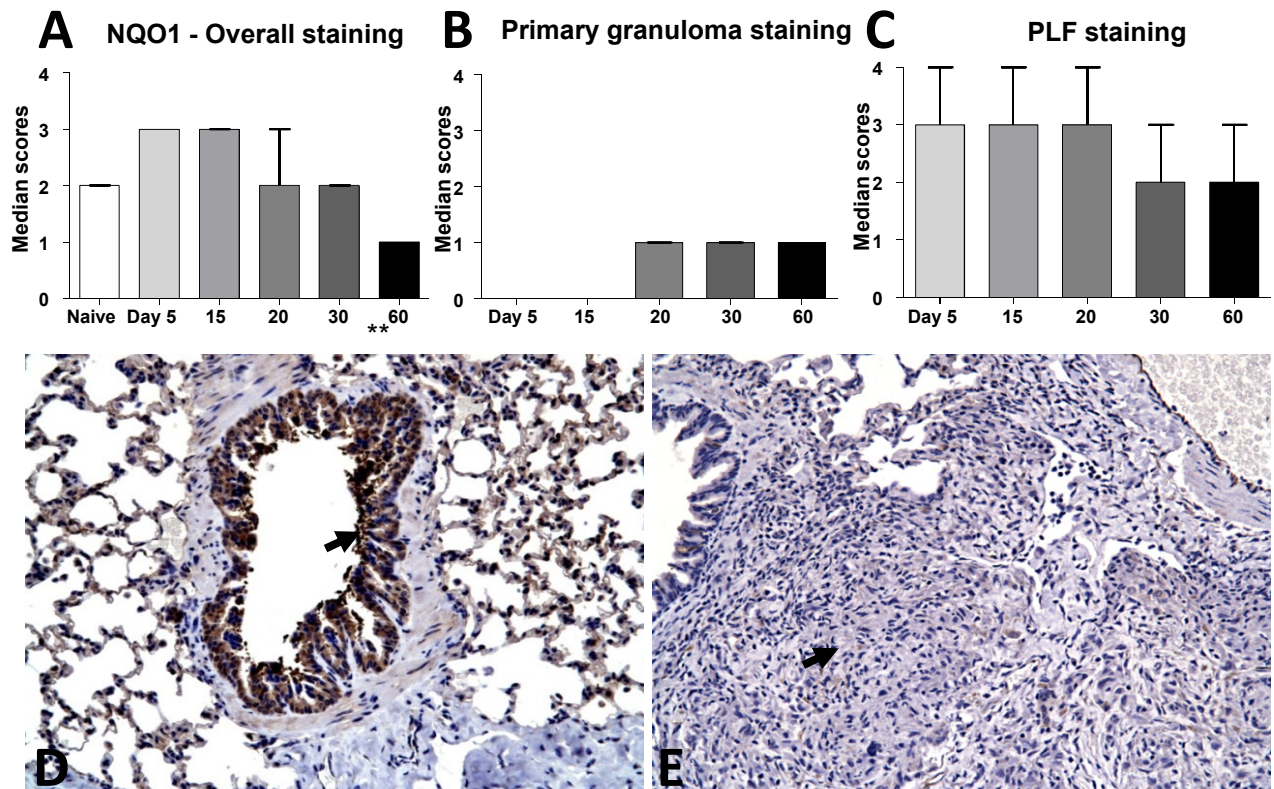 A NQO1 - Overall staining
Median scores
4
3
2
1
0
Naive Day 5 15 20 30 60
**
B Primary granuloma staining
Median scores
4
3
2
1
0
Day 5 15 20 30 60
C PLF staining
Median scores
4
3
2
1
0
Day 5 15 20 30 60
D
E